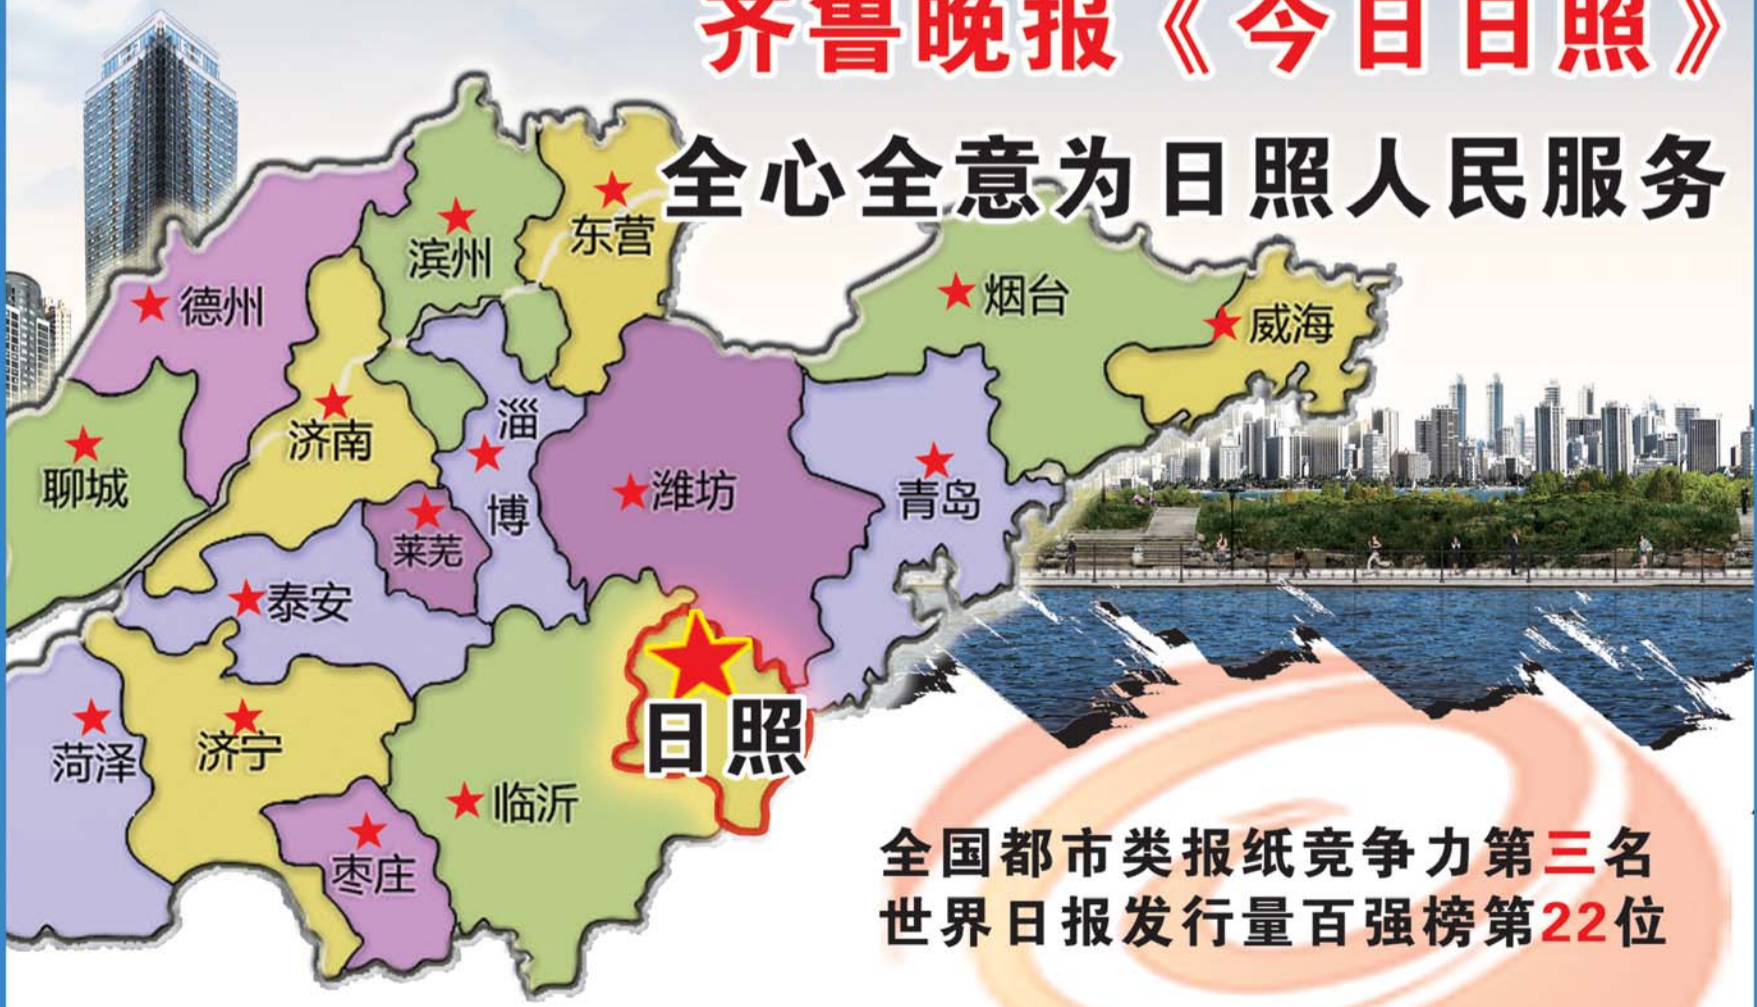 齐鲁晚报《今日日照》
全心全意为日照人民服务
东营
滨州
烟台
德州
威海
淄博
济南
聊城
潍坊
青岛
莱芜
泰安
日照
菏泽
济宁
临沂
枣庄
全国都市类报纸竞争力第三名
世界日报发行量百强榜第22位